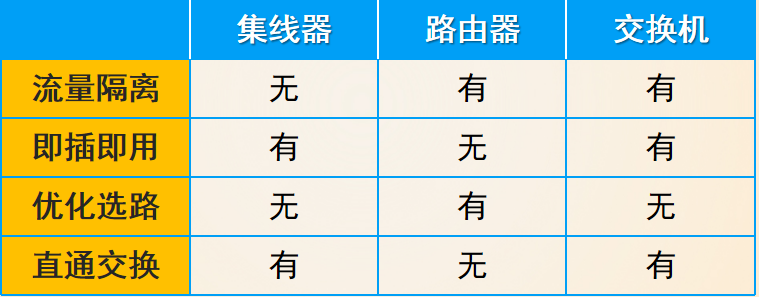 集线器 路由器 交换机
流量隔离 无 有 有
即插即用 有 无 有
优化选路 无 有 无
直通交换 有 无 有